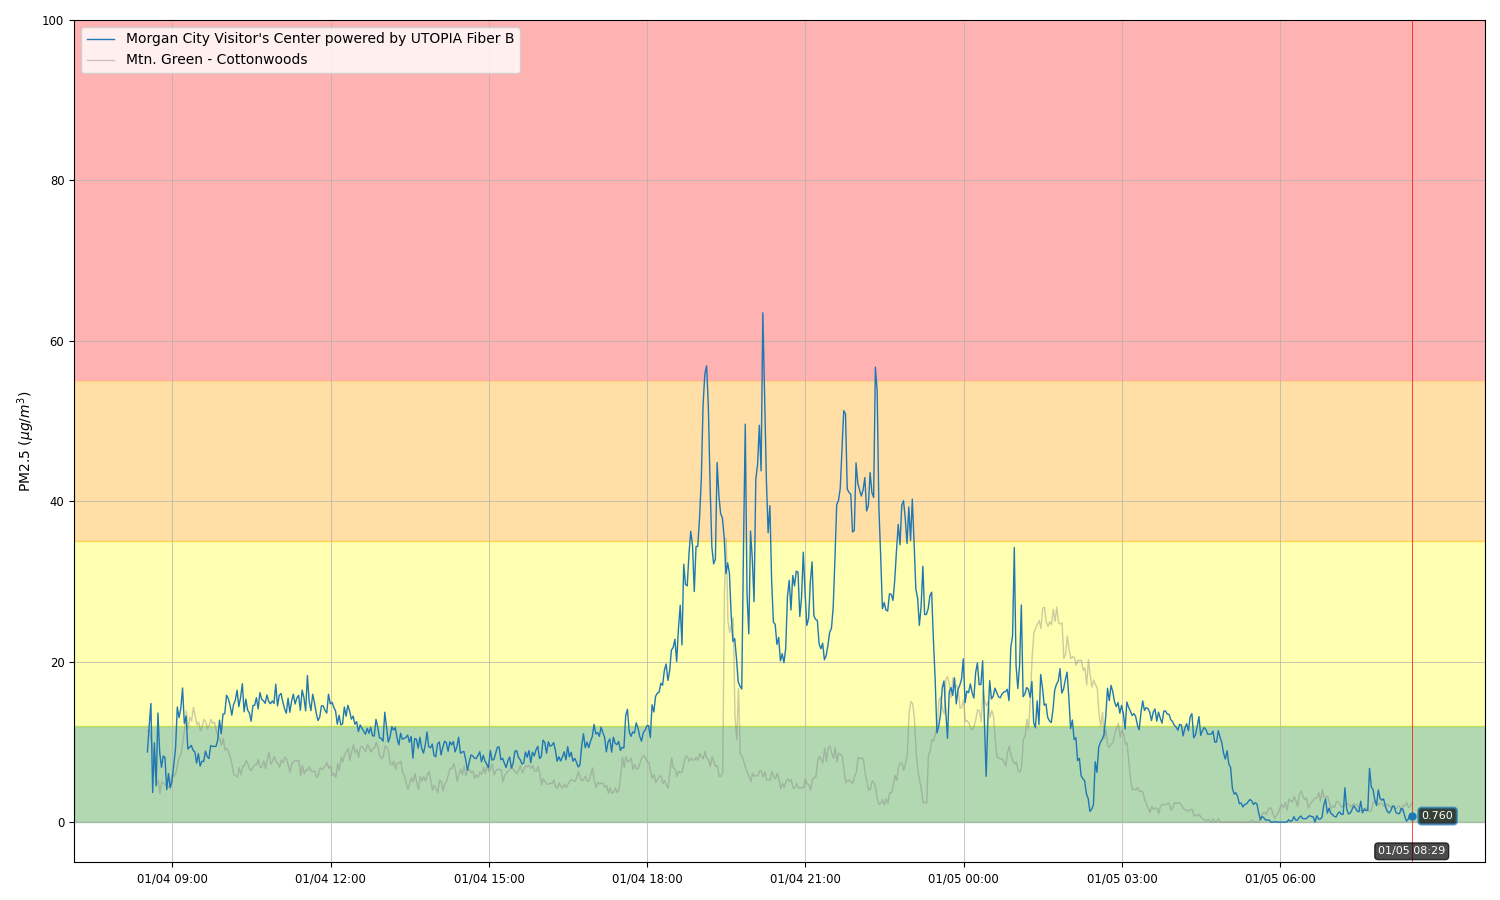 100
Morgan City Visitor's Center powered by UTOPIA Fiber B
Mtn. Green - Cottonwoods
80
60
PM2.5 (μg/m³)
40
20
0
0.760
01/05 08:29
01/04 09:00 01/04 12:00 01/04 15:00 01/04 18:00 01/04 21:00 01/05 00:00 01/05 03:00 01/05 06:00